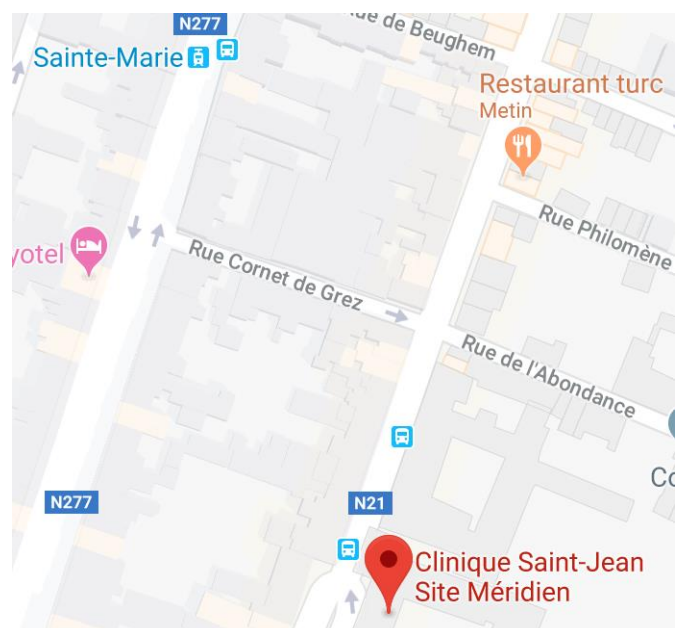 N277
Rue de Beughem
Sainte-Marie
Restaurant turc
Metin
Rue Philomène
yotel
Rue Cornet de Grez
Rue de l'Abondance
Co
N277
N21
Clinique Saint-Jean
Site Méridien